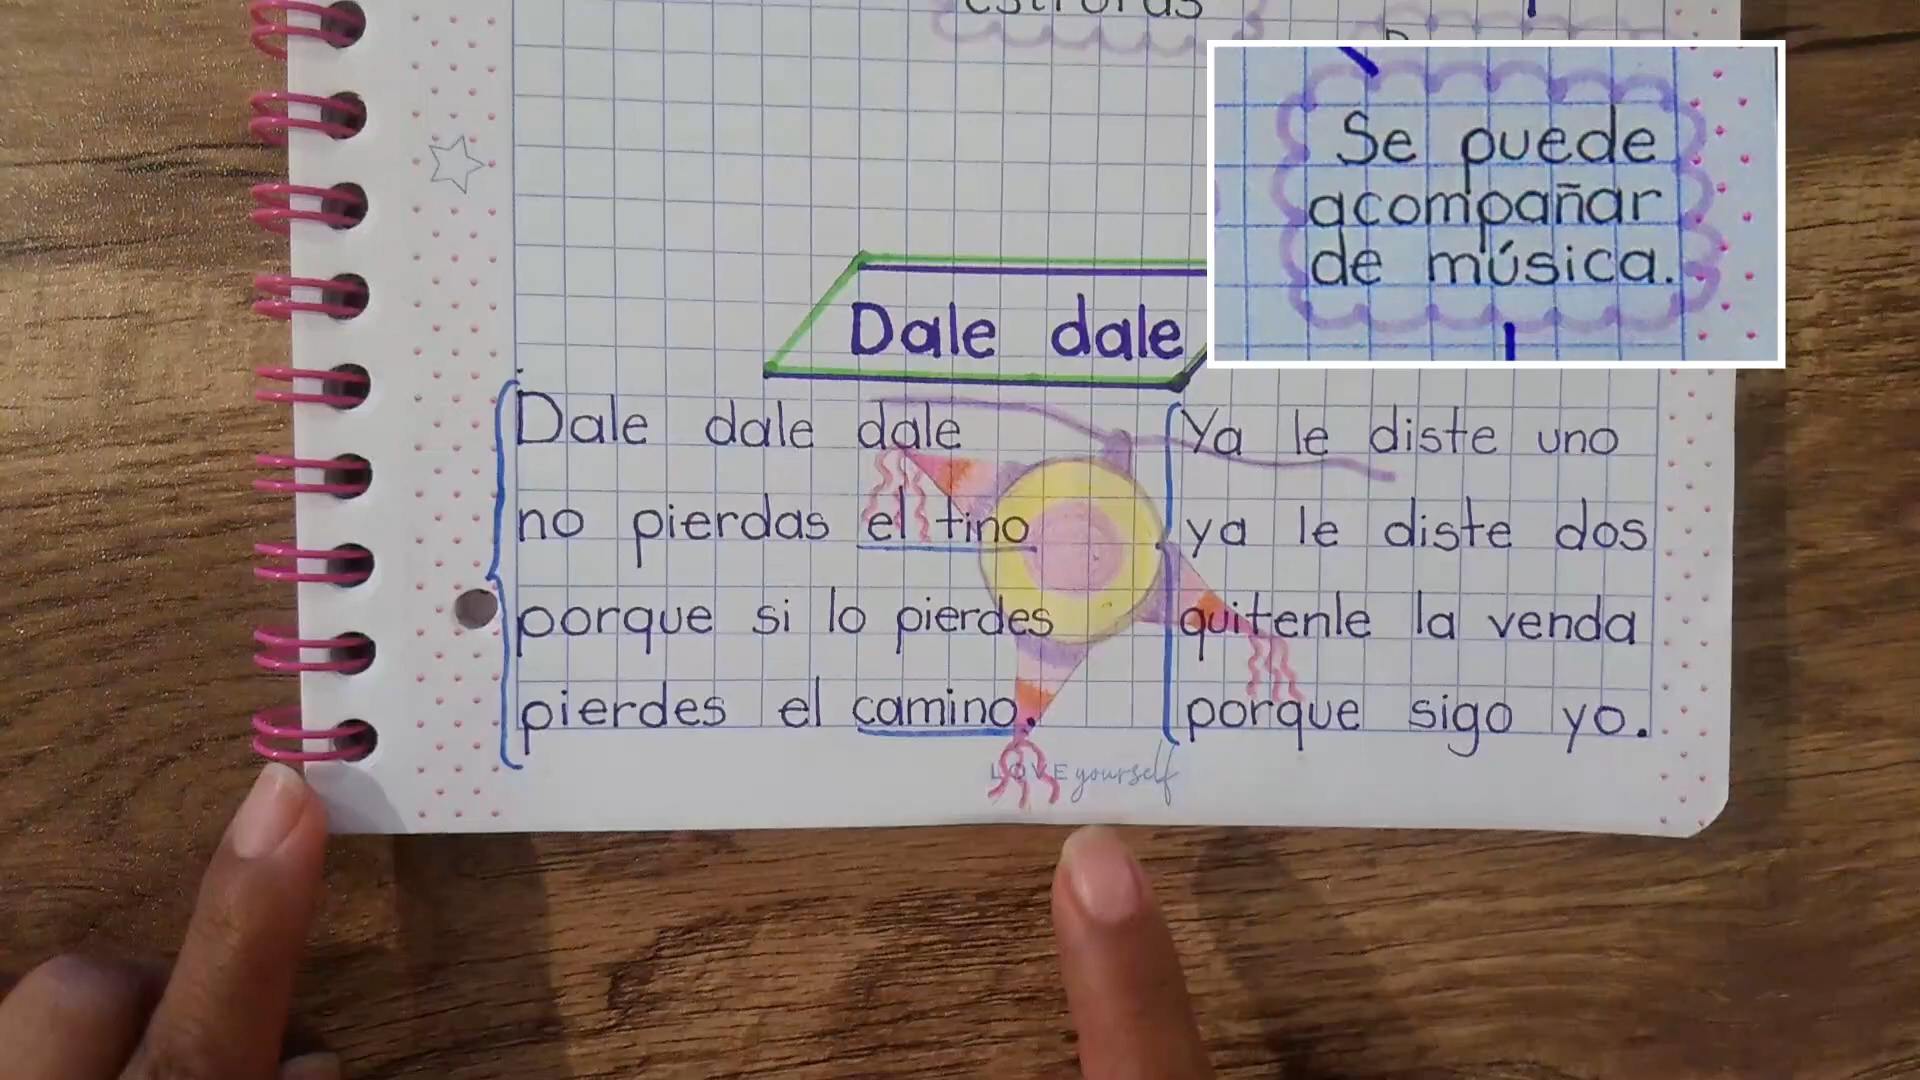 estrofas
Se puede
acompañar
de música.
Dale dale
Dale dale dale
no pierdas el tino
porque si lo pierdes
pierdes el camino.
Ya le diste uno
ya le diste dos
quitenle la venda
porque sigo yo.
LOVE yourself